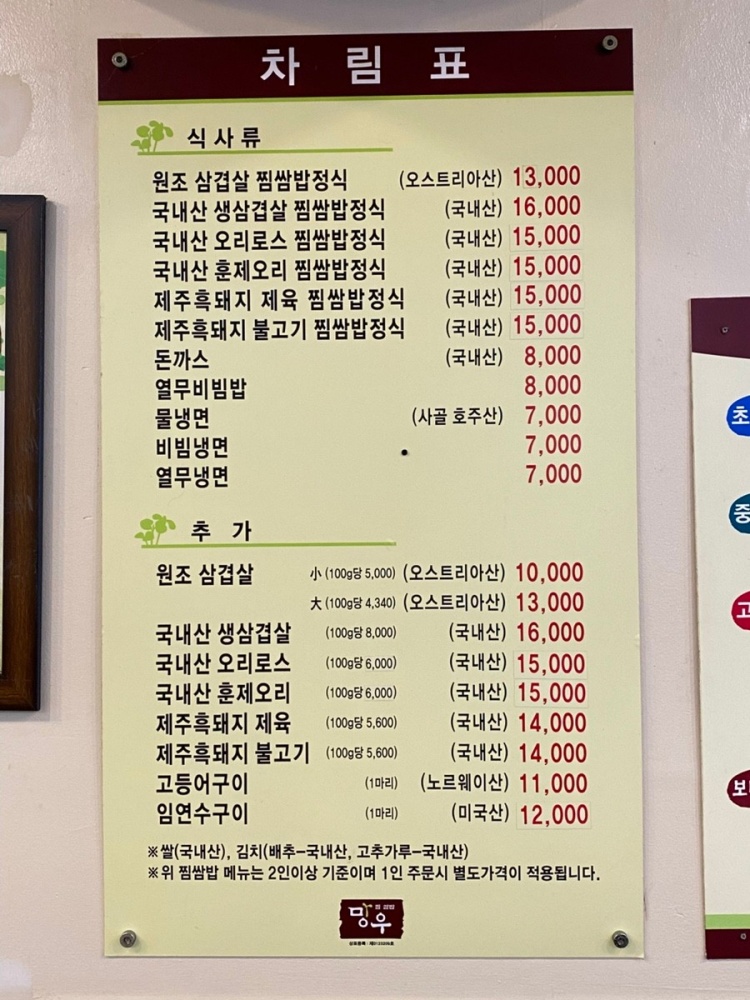 차림표
식사류
원조 삼겹살 찜쌈밥정식 (오스트리아산) 13,000
국내산 생삼겹살 찜쌈밥정식 (국내산) 16,000
국내산 오리로스 찜쌈밥정식 (국내산) 15,000
국내산 훈제오리 찜쌈밥정식 (국내산) 15,000
제주흑돼지 제육 찜쌈밥정식 (국내산) 15,000
제주흑돼지 불고기 찜쌈밥정식 (국내산) 15,000
돈까스 (국내산) 8,000
열무비빔밥 8,000
물냉면 (사골 호주산) 7,000
비빔냉면 7,000
열무냉면 7,000
추 가
원조 삼겹살 小 (100g당 5,000) (오스트리아산) 10,000
大 (100g당 4,340) (오스트리아산) 13,000
국내산 생삼겹살 (100g당 8,000) (국내산) 16,000
국내산 오리로스 (100g당 6,000) (국내산) 15,000
국내산 훈제오리 (100g당 6,000) (국내산) 15,000
제주흑돼지 제육 (100g당 5,600) (국내산) 14,000
제주흑돼지 불고기 (100g당 5,600) (국내산) 14,000
고등어구이 (1마리) (노르웨이산) 11,000
임연수구이 (1마리) (미국산) 12,000
※쌀(국내산), 김치(배추-국내산, 고추가루-국내산)
※위 찜쌈밥 메뉴는 2인이상 기준이며 1인 주문시 별도가격이 적용됩니다.
찜 쌈밥
망우
초
중
고
보